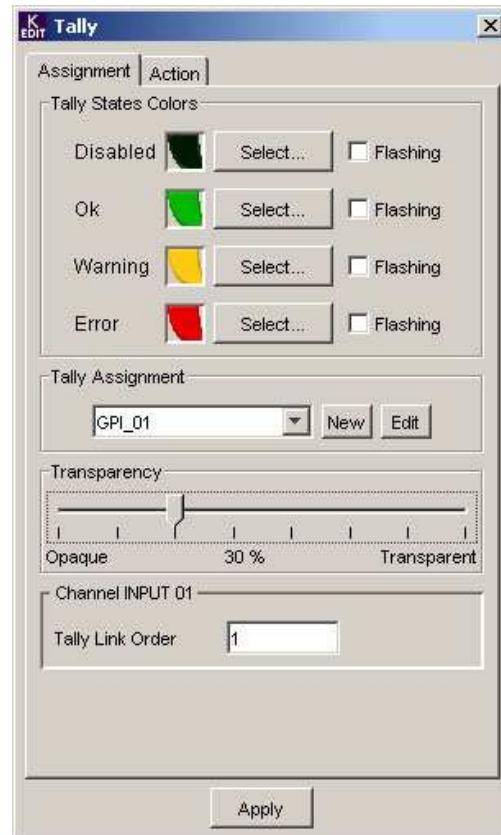 K EDIT Tally
Assignment Action
Tally States Colors
Disabled Select... Flashing
Ok Select... Flashing
Warning Select... Flashing
Error Select... Flashing
Tally Assignment
GPI_01 New Edit
Transparency
Opaque 30 % Transparent
Channel INPUT 01
Tally Link Order 1
Apply